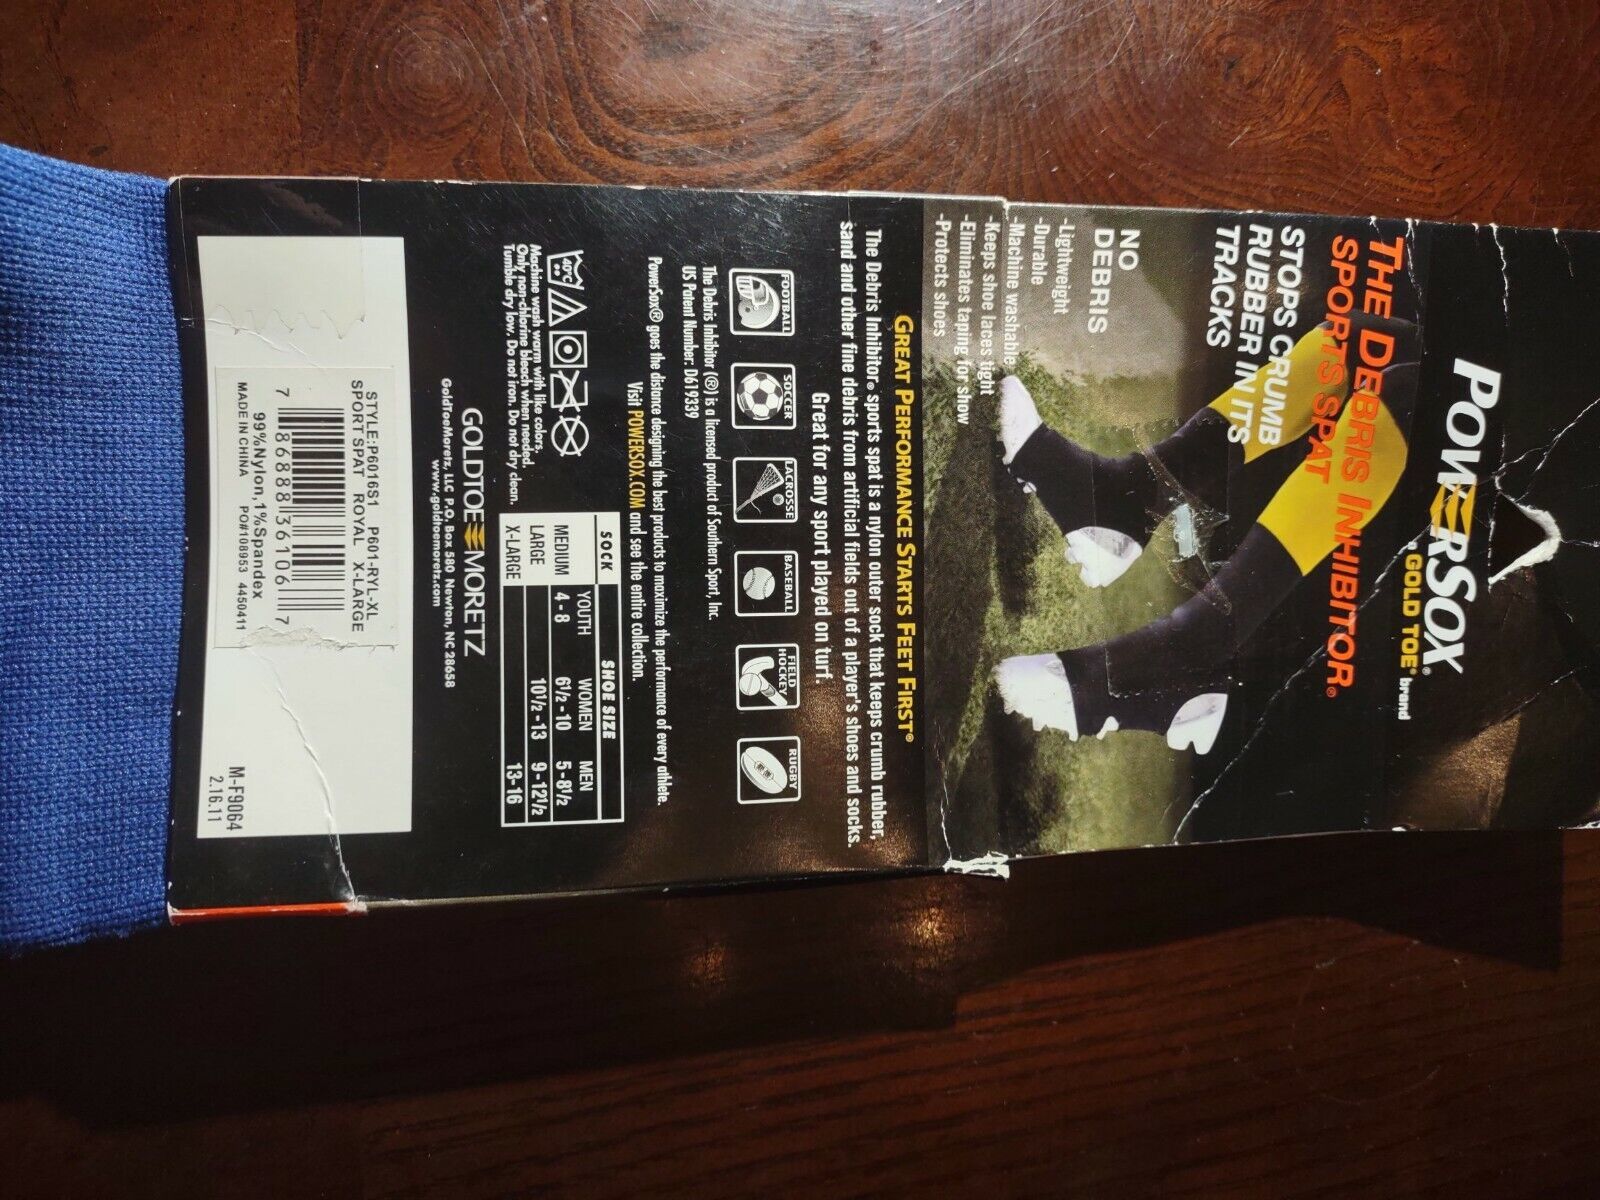 POWERSOX®
a GOLD TOE® brand
THE DEBRIS INHIBITOR®
SPORTS SPAT
STOPS CRUMB
RUBBER IN ITS
TRACKS
NO
DEBRIS
-Lightweight
-Durable
-Machine washable
-Keeps shoe laces tight
-Eliminates taping for show
-Protects shoes
GREAT PERFORMANCE STARTS FEET FIRST®
The Debris Inhibitor® sports spat is a nylon outer sock that keeps crumb rubber,
sand and other fine debris from artificial fields out of a player's shoes and socks.
Great for any sport played on turf.
FOOTBALL
SOCCER
LACROSSE
BASEBALL
FIELD
HOCKEY
RUGBY
The Debris Inhibitor ((®) is a licensed product of Southern Sport, Inc.
US Patent Number: D619339
PowerSox® goes the distance designing the best products to maximize the performance of every athlete.
Visit POWERSOX.COM and see the entire collection.
SOCK SHOE SIZE
YOUTH WOMEN MEN
MEDIUM 4-8 6½-10 5-8½
LARGE 10½-13 9-12½
X-LARGE 13-16
40°C
Machine wash warm with like colors.
Only non-chlorine bleach when needed.
Tumble dry low. Do not iron. Do not dry clean.
GOLDTOE MORETZ
GoldToeMoretz, LLC P.O. Box 580 Newton, NC 28658
www.goldtoemoretz.com
STYLE:P6016S1 P601-RYL-XL
SPORT SPAT ROYAL X-LARGE
7 86888 36106 7
99%Nylon,1%Spandex
MADE IN CHINA PO#108953 4450411
M-F9064
2.16.11